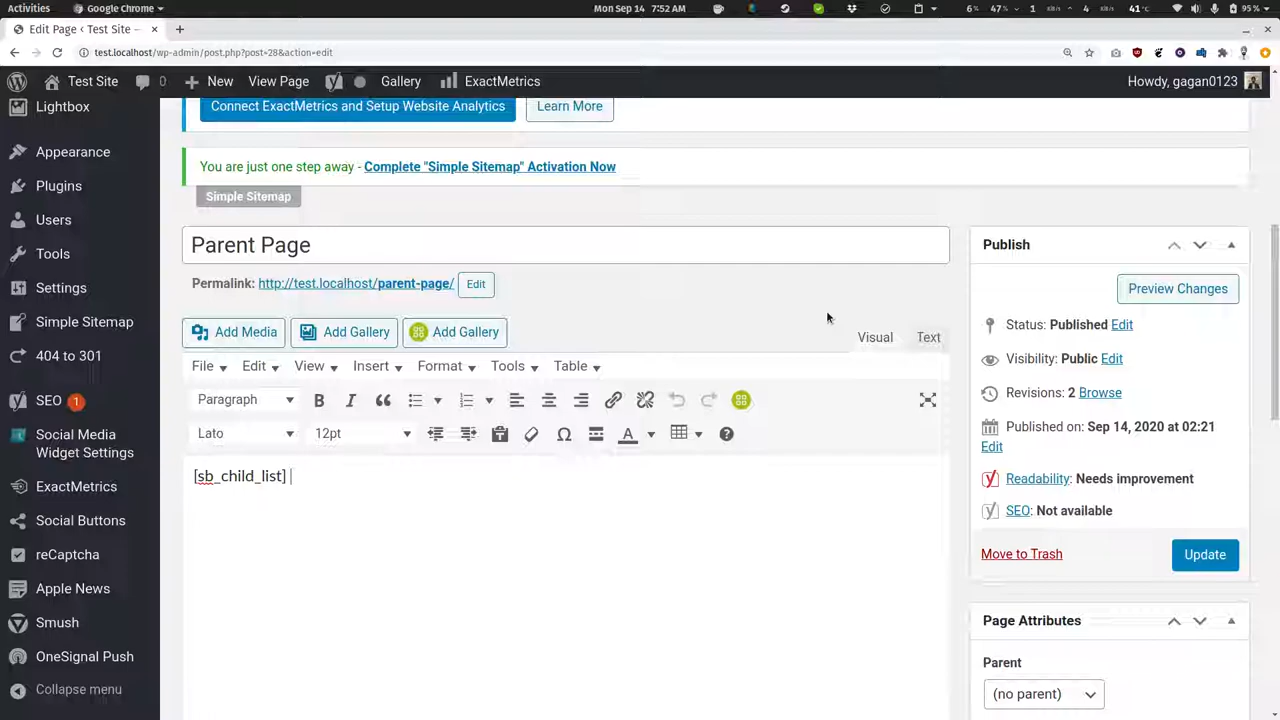 Activities
Google Chrome
Mon Sep 14 7:52 AM
6% 47% 1 4 41°C 95%
Edit Page ‹ Test Site –
test.localhost/wp-admin/post.php?post=28&action=edit
Test Site
0
New
View Page
Gallery
ExactMetrics
Howdy, gagan0123
Lightbox
Appearance
Plugins
Users
Tools
Settings
Simple Sitemap
404 to 301
SEO 1
Social Media
Widget Settings
ExactMetrics
Social Buttons
reCaptcha
Apple News
Smush
OneSignal Push
Collapse menu
Connect ExactMetrics and Setup Website Analytics
Learn More
You are just one step away - Complete "Simple Sitemap" Activation Now
Simple Sitemap
Parent Page
Permalink: http://test.localhost/parent-page/ Edit
Add Media
Add Gallery
Add Gallery
Visual
Text
File
Edit
View
Insert
Format
Tools
Table
Paragraph
Lato
12pt
[sb_child_list]
Publish
Preview Changes
Status: Published Edit
Visibility: Public Edit
Revisions: 2 Browse
Published on: Sep 14, 2020 at 02:21
Edit
Readability: Needs improvement
SEO: Not available
Move to Trash
Update
Page Attributes
Parent
(no parent)